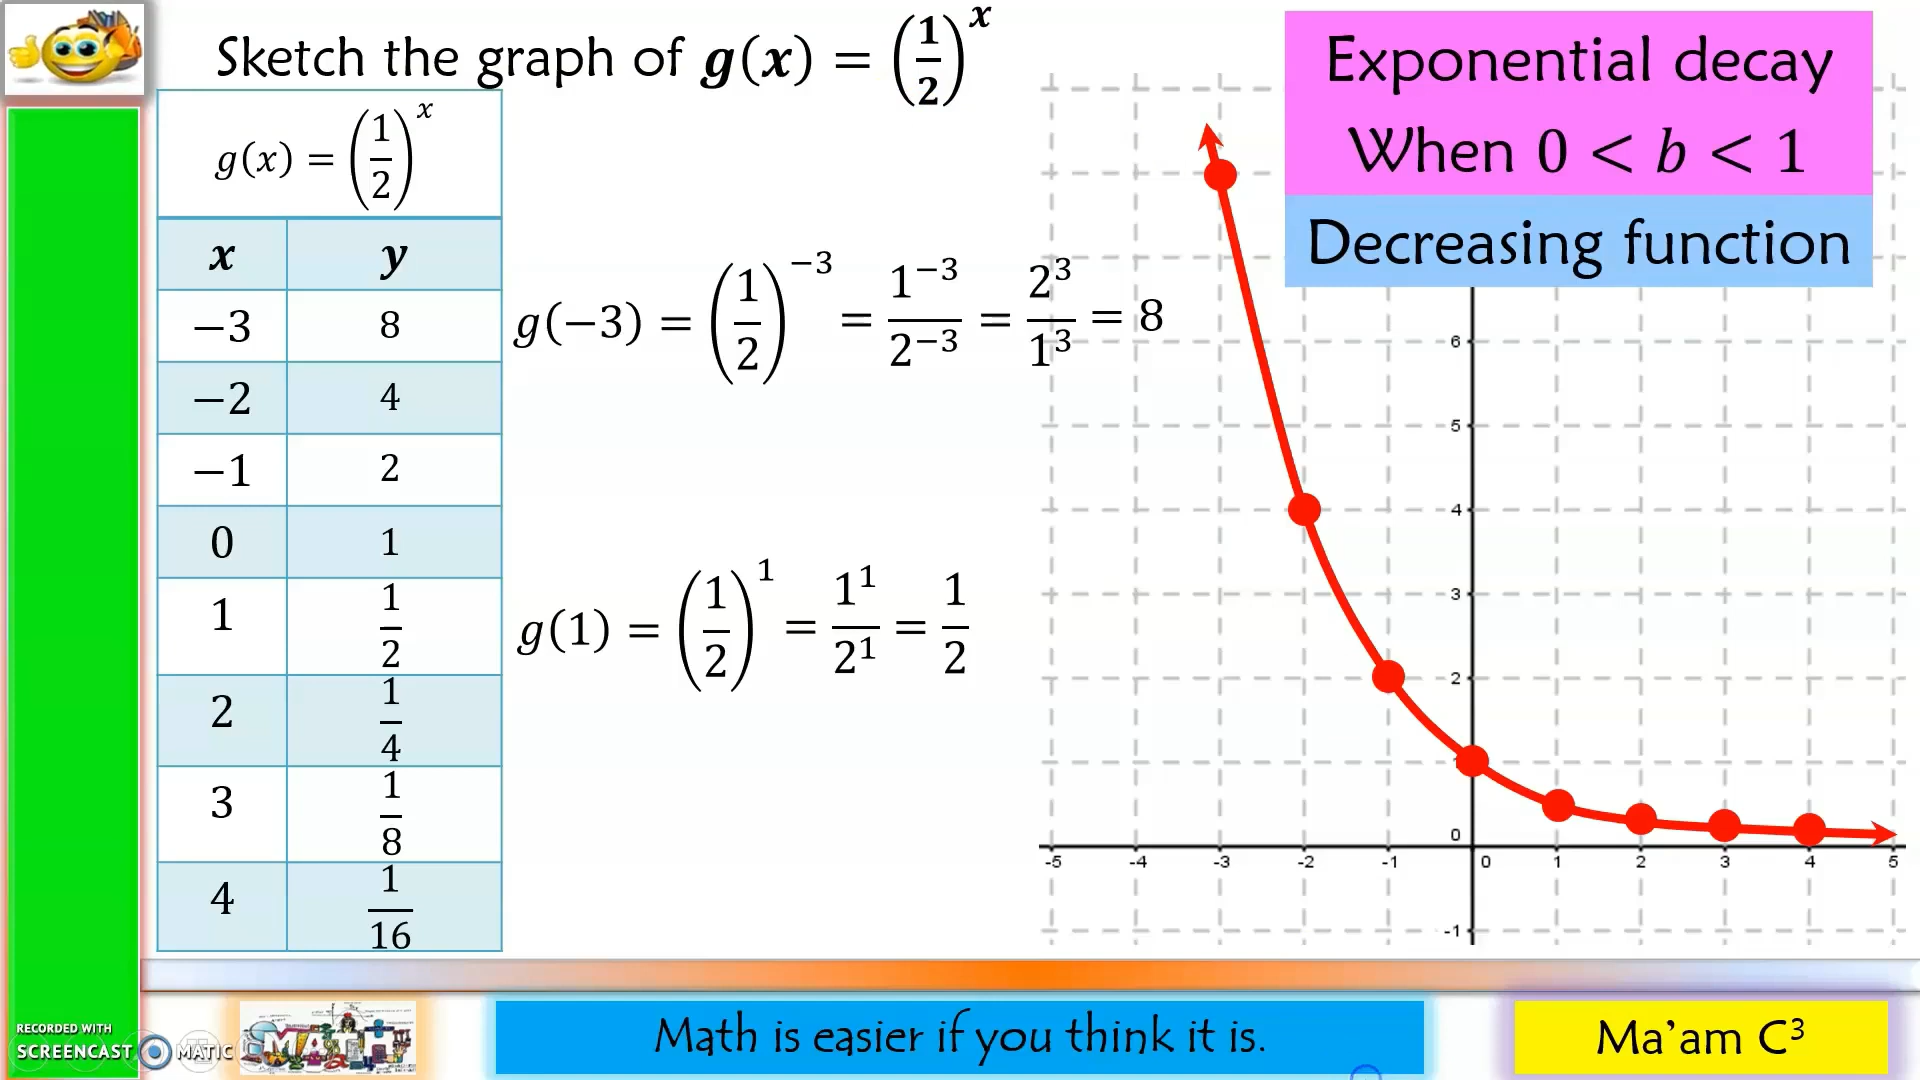 Sketch the graph of g(x) = (1/2)^x
Exponential decay
When 0 < b < 1
Decreasing function
g(x) = (1/2)^x
x y
−3 8
−2 4
−1 2
0 1
1 1/2
2 1/4
3 1/8
4 1/16
g(−3) = (1/2)^−3 = 1^−3/2^−3 = 2^3/1^3 = 8
g(1) = (1/2)^1 = 1^1/2^1 = 1/2
6
5
4
3
2
0
-5 -4 -3 -2 -1 0 1 2 3 4 5
-1
RECORDED WITH
SCREENCAST MATIC
MATH
Math is easier if you think it is.
Ma’am C³